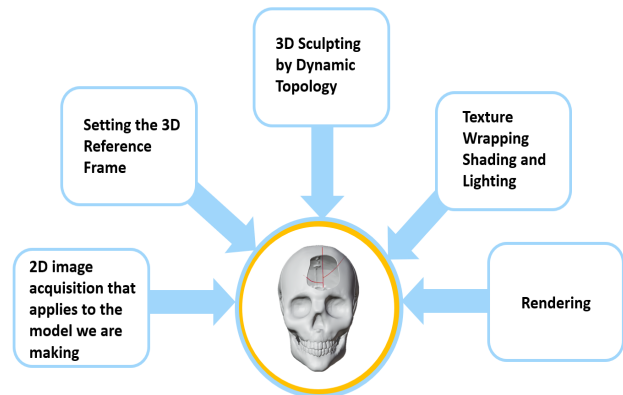 2D image
acquisition that
applies to the
model we are
making
Setting the 3D
Reference
Frame
3D Sculpting
by Dynamic
Topology
Texture
Wrapping
Shading and
Lighting
Rendering